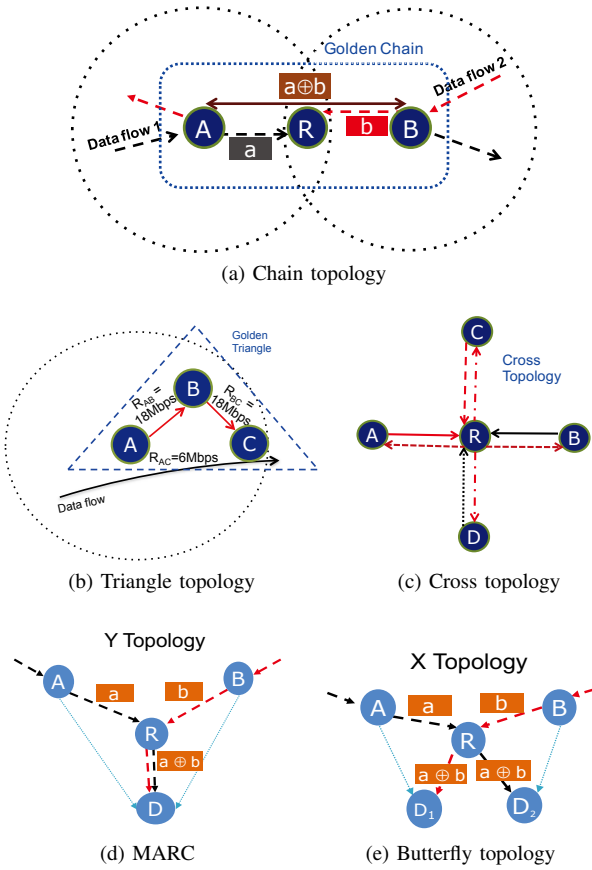 Golden Chain
a⊕b
Data flow 2
A
R
B
b
Data flow 1
a
(a) Chain topology
Golden
Triangle
B
R_AB =
18Mbps
R_BC =
18Mbps
A
C
R_AC=6Mbps
Data flow
(b) Triangle topology
C
Cross
Topology
A
R
B
D
(c) Cross topology
Y Topology
A
a
b
B
R
a ⊕ b
D
(d) MARC
X Topology
A
a
b
B
R
a ⊕ b
a ⊕ b
D₁
D₂
(e) Butterfly topology